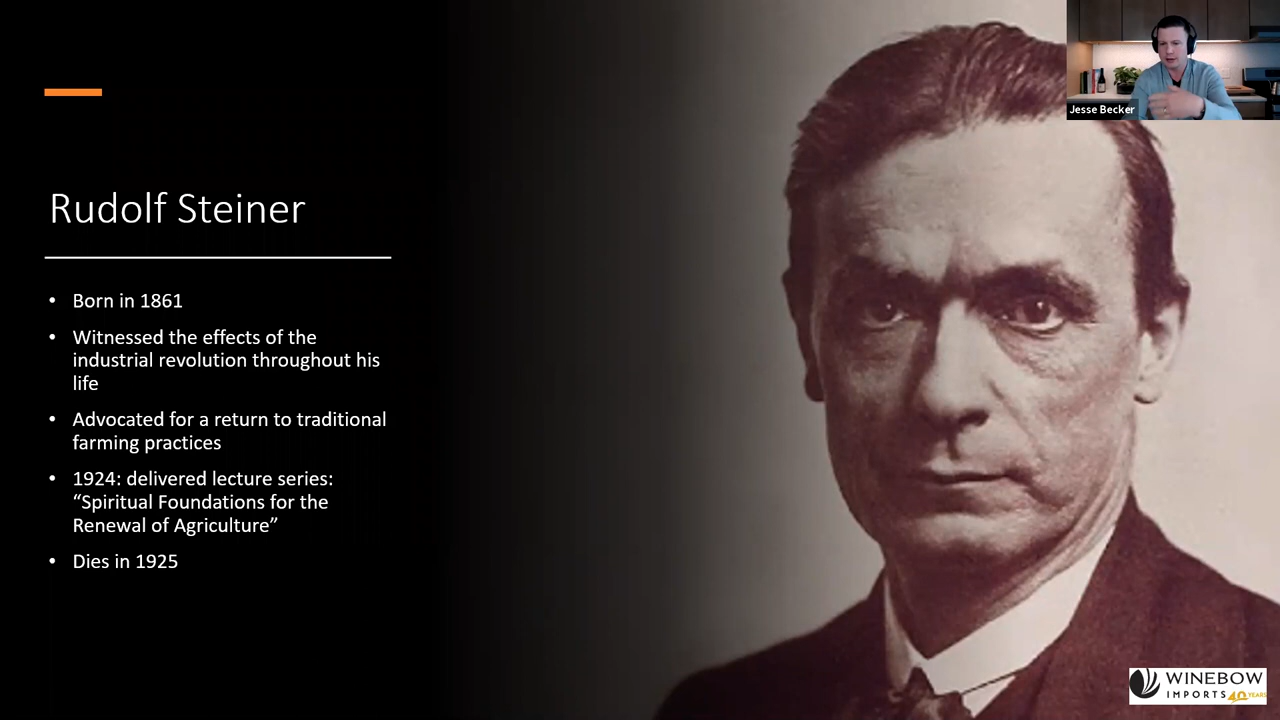 Jesse Becker
Rudolf Steiner
• Born in 1861
• Witnessed the effects of the
industrial revolution throughout his
life
• Advocated for a return to traditional
farming practices
• 1924: delivered lecture series:
“Spiritual Foundations for the
Renewal of Agriculture”
• Dies in 1925
WINEBOW
IMPORTS 40 YEARS